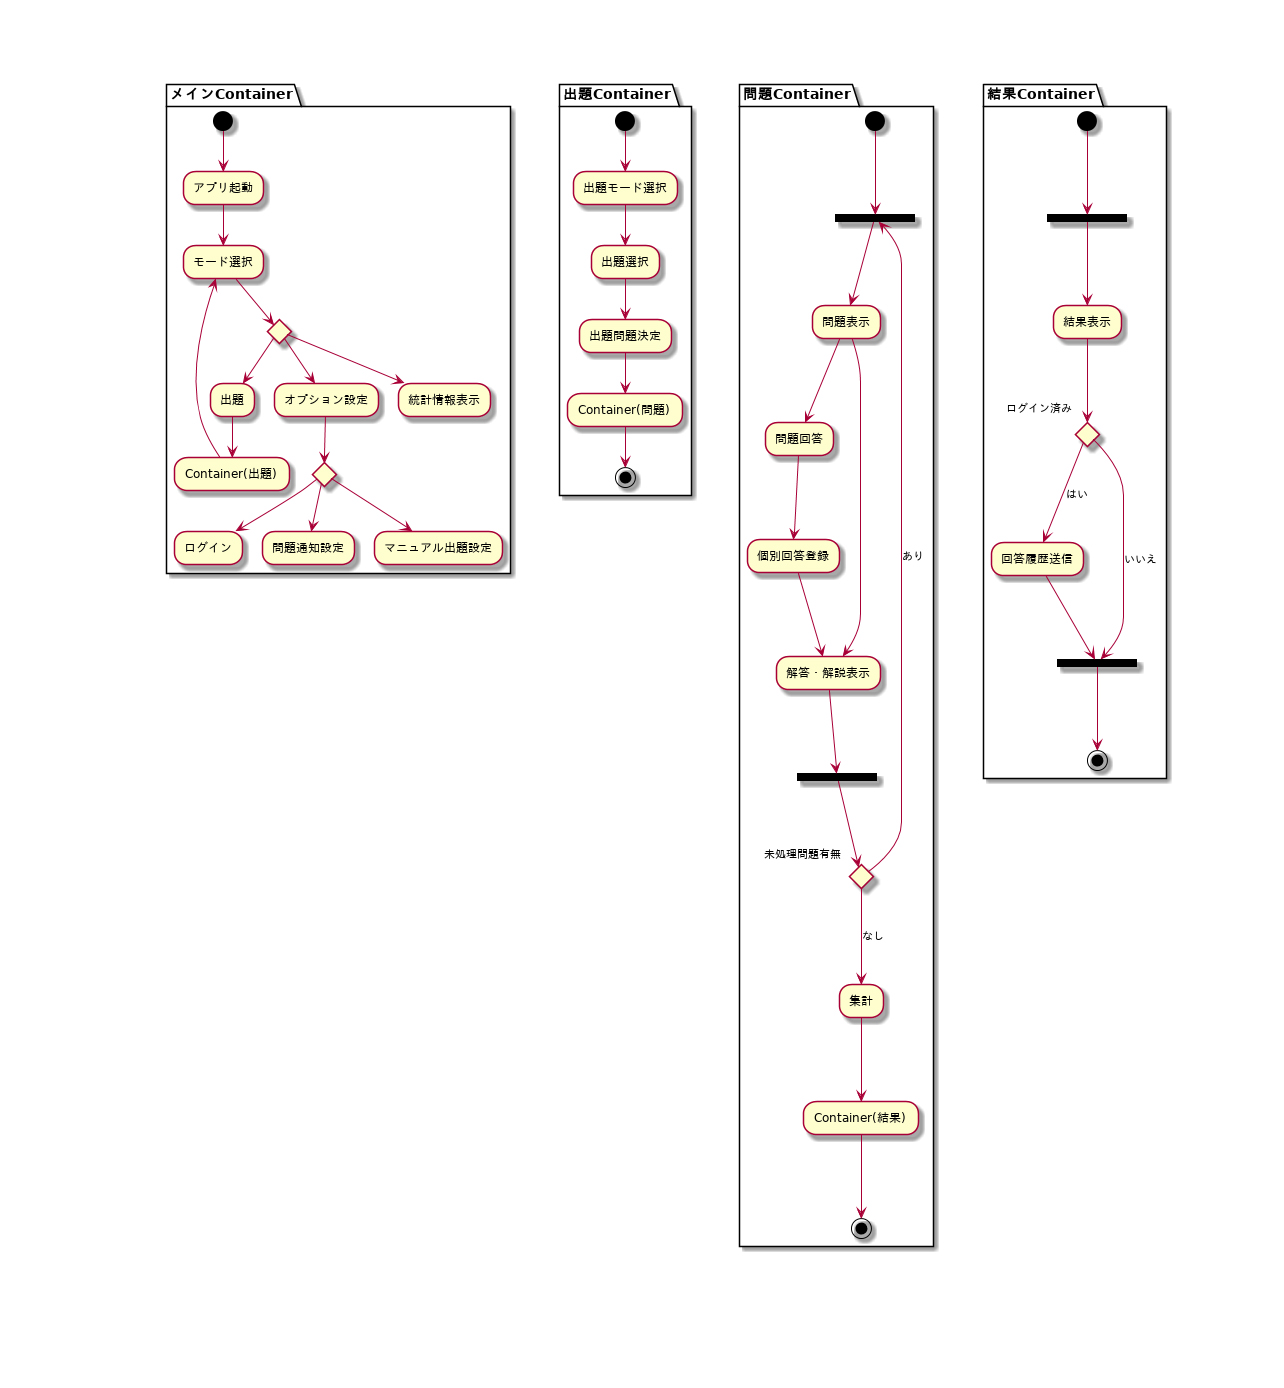 メインContainer
アプリ起動
モード選択
出題
オプション設定
統計情報表示
Container(出題)
ログイン
問題通知設定
マニュアル出題設定
出題Container
出題モード選択
出題選択
出題問題決定
Container(問題)
問題Container
問題表示
問題回答
個別回答登録
あり
解答・解説表示
未処理問題有無
なし
集計
Container(結果)
結果Container
結果表示
ログイン済み
はい
回答履歴送信
いいえ